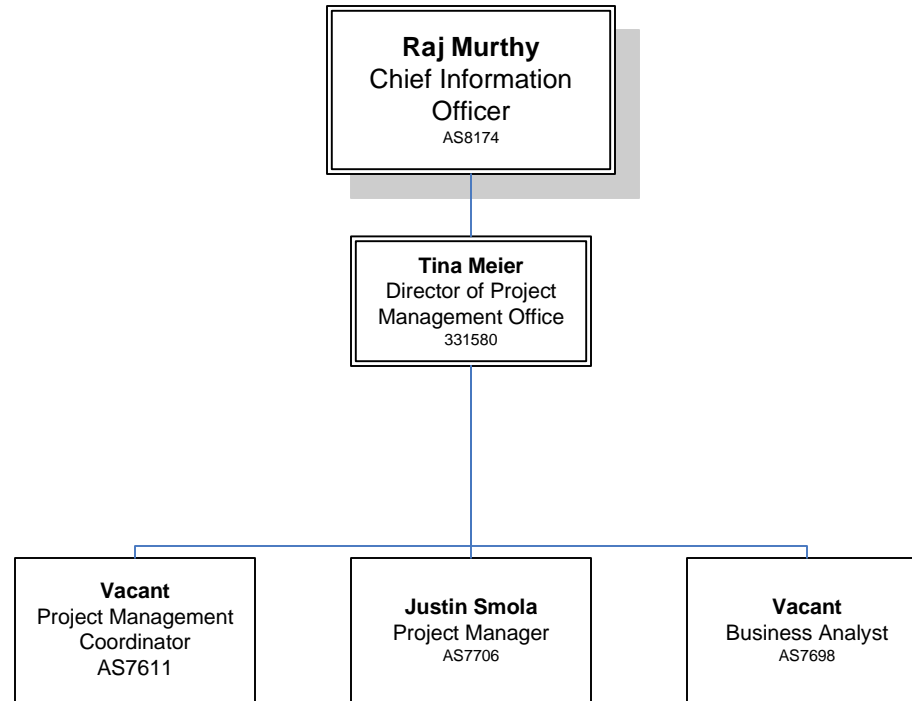 Raj Murthy
Chief Information
Officer
AS8174
Tina Meier
Director of Project
Management Office
331580
Vacant
Project Management
Coordinator
AS7611
Justin Smola
Project Manager
AS7706
Vacant
Business Analyst
AS7698